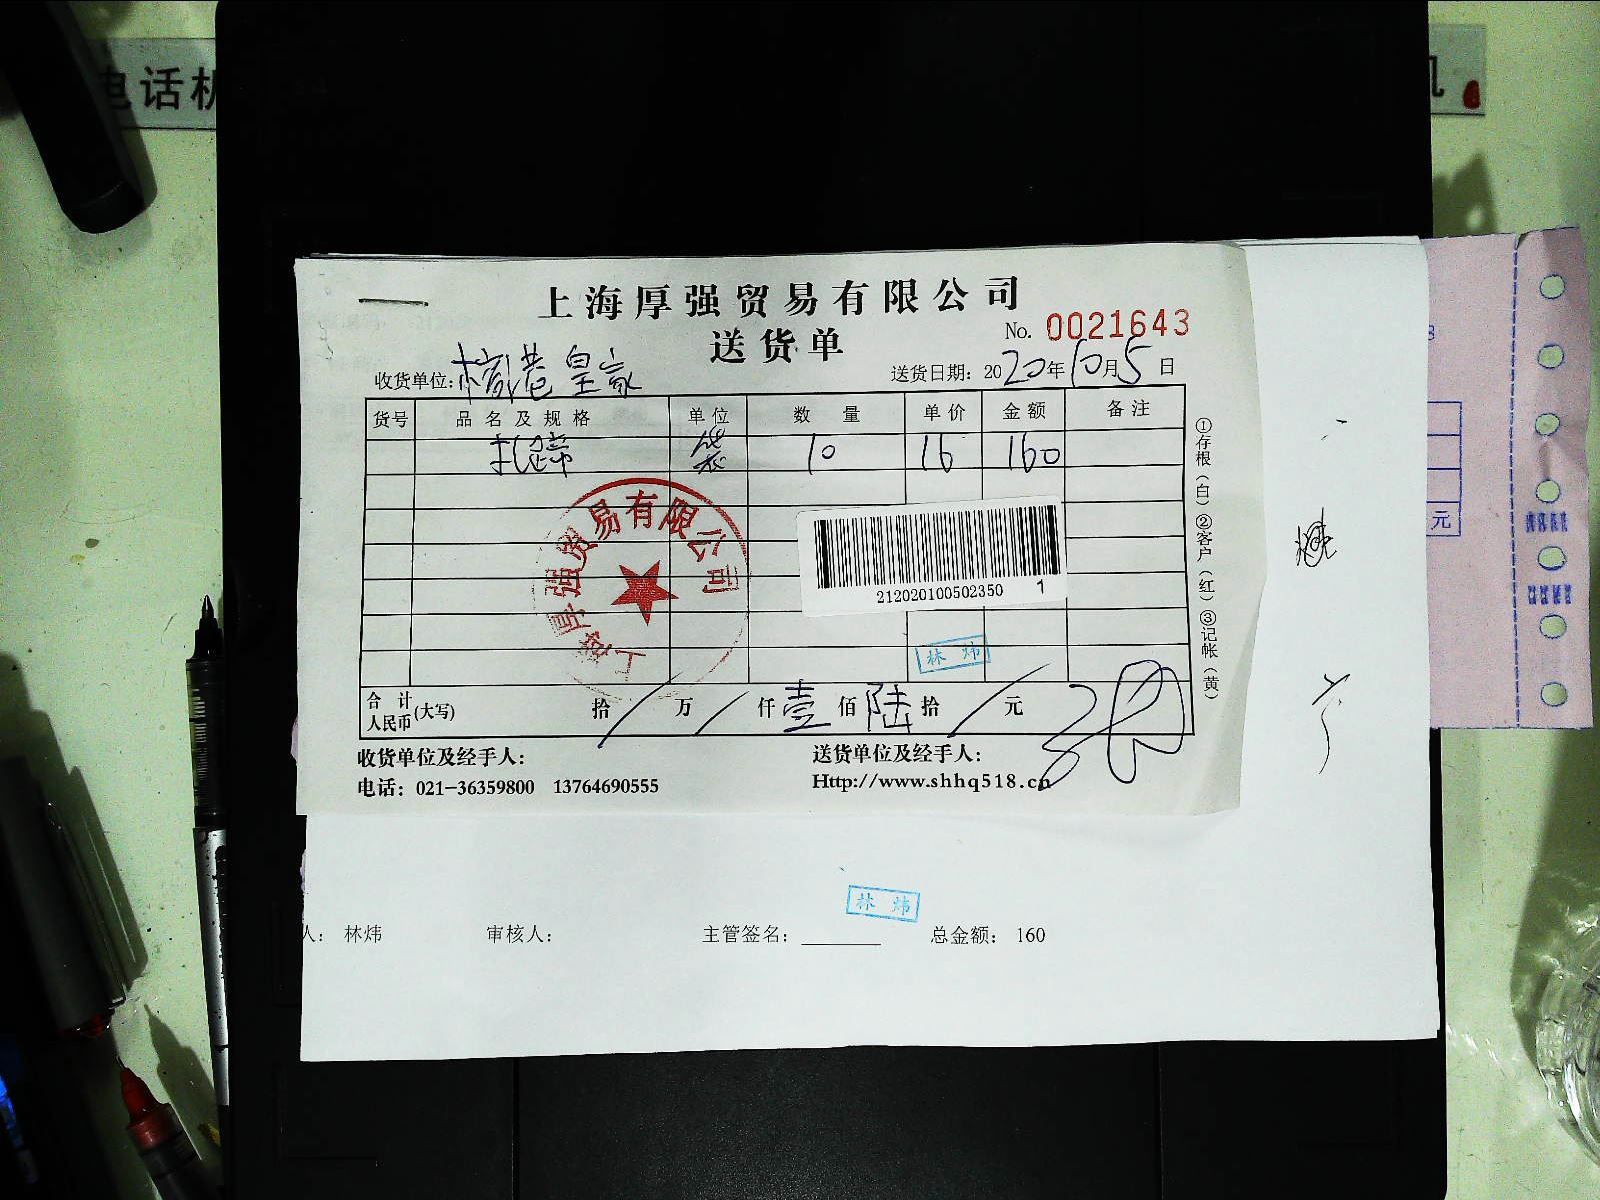 电话机
机
上海厚强贸易有限公司
送货单
No. 0021643
收货单位:
皇家
送货日期: 2020年10月5日
货号 品名及规格 单位 数量 单价 金额 备注
袋 10 16 160
厚强贸易有限公司
212020100502350 1
林炜
合计人民币(大写) 拾 / 万 / 仟 壹 佰 陆 拾 / 元
收货单位及经手人: 送货单位及经手人:
电话: 021-36359800 13764690555 Http://www.shhq518.cn
①存根(白)②客户(红)③记帐(黄)
元
林炜
人: 林炜 审核人: 主管签名: 总金额: 160